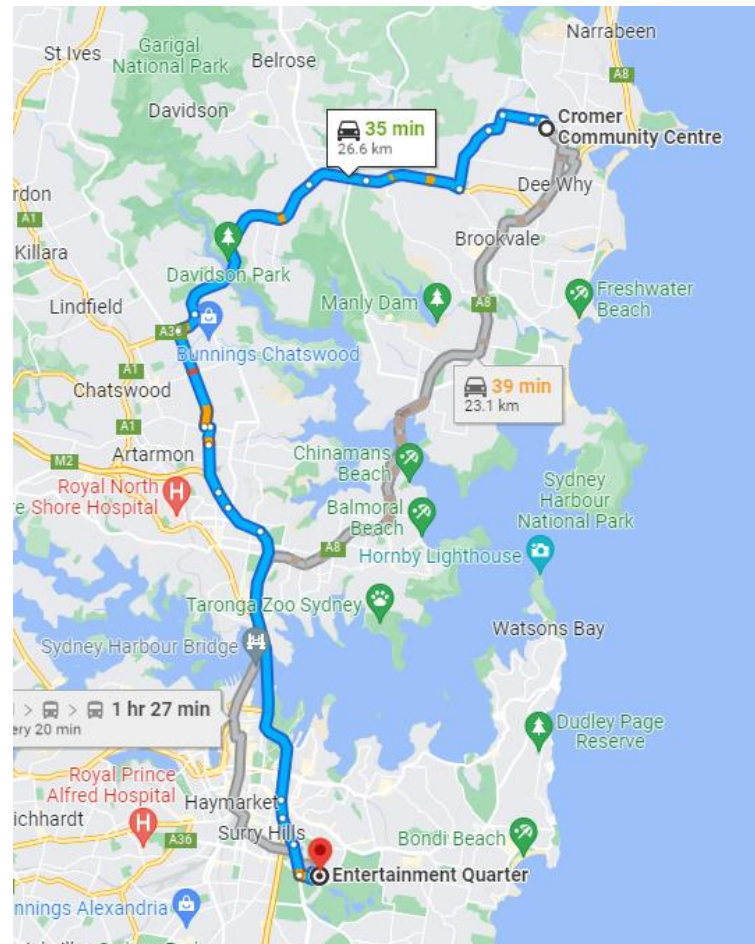 Narrabeen
Garigal
National Park
St Ives
Belrose
A8
Davidson
35 min
26.6 km
Cromer
Community Centre
rdon
A1
Dee Why
Killara
Brookvale
Davidson Park
Manly Dam
Freshwater
Beach
Lindfield
A8
A38
Bunnings Chatswood
A1
39 min
23.1 km
Chatswood
A1
Artarmon
Chinamans
Beach
M2
Royal North
Shore Hospital
Sydney
Harbour
National Park
Balmoral
Beach
A8
Hornby Lighthouse
Taronga Zoo Sydney
Watsons Bay
Sydney Harbour Bridge
> > 1 hr 27 min
ery 20 min
Dudley Page
Reserve
Royal Prince
Alfred Hospital
Haymarket
ichhardt
A36
Surry Hills
Bondi Beach
Entertainment Quarter
nnings Alexandria